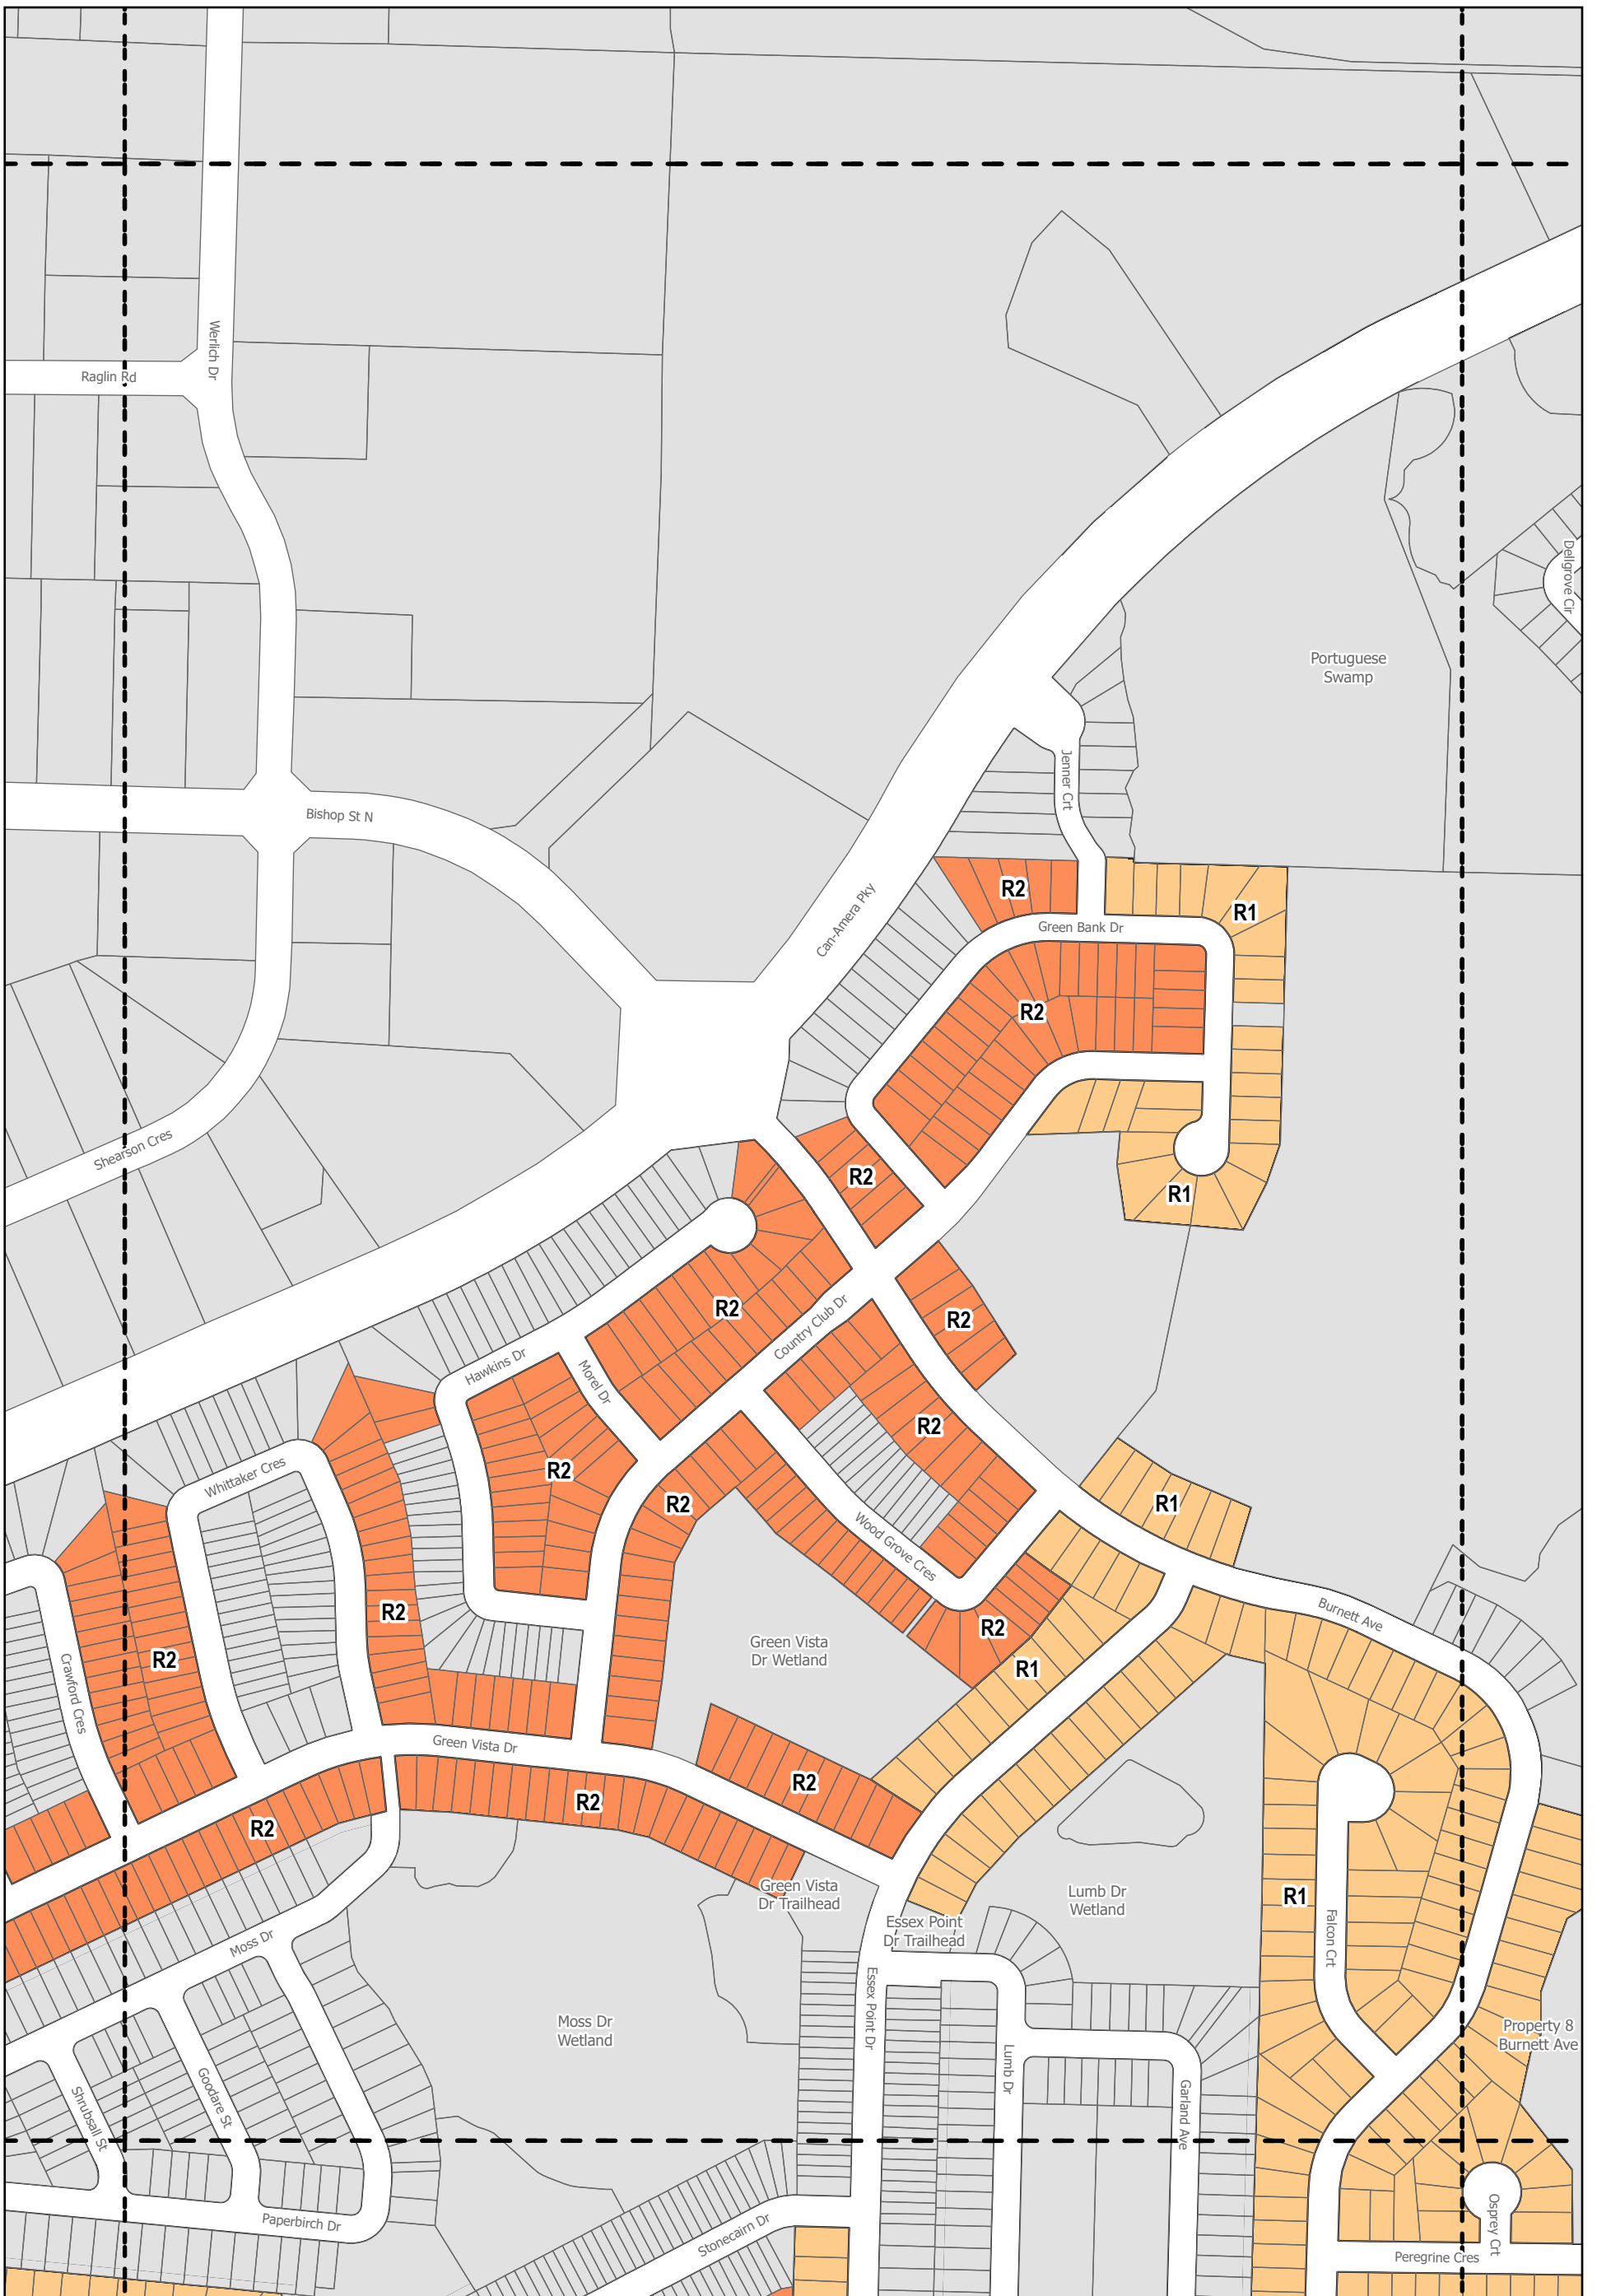 Werlich Dr
Raglin Rd
Dellgrove Cir
Portuguese
Swamp
Jenner Crt
Bishop St N
R2
R1
Can-Amera Pky
Green Bank Dr
R2
Shearson Cres
R2
R1
R2
Country Club Dr
R2
Hawkins Dr
Morel Dr
R2
R2
Whittaker Cres
R2
R1
Wood Grove Cres
R2
Burnett Ave
R2
Green Vista
Dr Wetland
R2
R1
Crawford Cres
Green Vista Dr
R2
R2
R2
Green Vista
Dr Trailhead
Lumb Dr
Wetland
R1
Essex Point
Dr Trailhead
Falcon Crt
Moss Dr
Essex Point Dr
Moss Dr
Wetland
Property 8
Burnett Ave
Lumb Dr
Goodare St
Shrubsall St
Garland Ave
Paperbirch Dr
Stonecairn Dr
Osprey Crt
Peregrine Cres